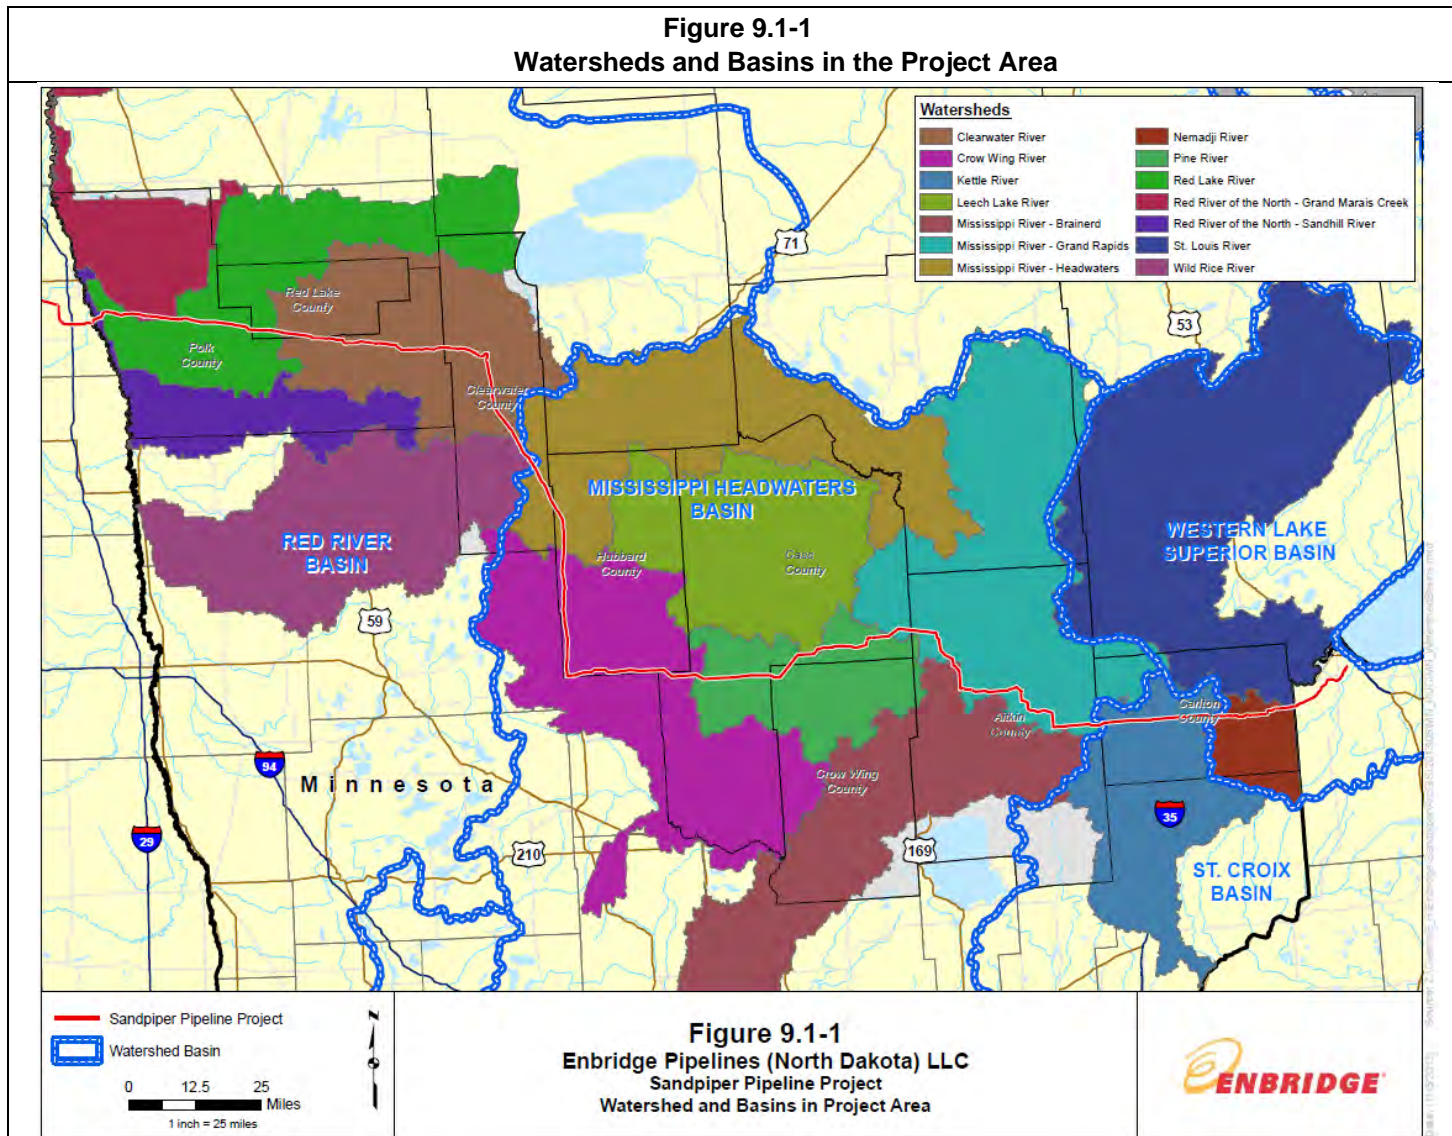 Figure 9.1-1
Watersheds and Basins in the Project Area
Watersheds
Clearwater River
Crow Wing River
Kettle River
Leech Lake River
Mississippi River - Brainerd
Mississippi River - Grand Rapids
Mississippi River - Headwaters
Nemadji River
Pine River
Red Lake River
Red River of the North - Grand Marais Creek
Red River of the North - Sandhill River
St. Louis River
Wild Rice River
71
53
Red Lake
County
Polk
County
Clearwater
County
MISSISSIPPI HEADWATERS
BASIN
RED RIVER
BASIN
WESTERN LAKE
SUPERIOR BASIN
Hubbard
County
Cass
County
59
Carlton
County
Aitkin
County
94
Minnesota
Crow Wing
County
35
29
210
169
ST. CROIX
BASIN
Sandpiper Pipeline Project
Watershed Basin
0 12.5 25
Miles
1 inch = 25 miles
N
Figure 9.1-1
Enbridge Pipelines (North Dakota) LLC
Sandpiper Pipeline Project
Watershed and Basins in Project Area
ENBRIDGE